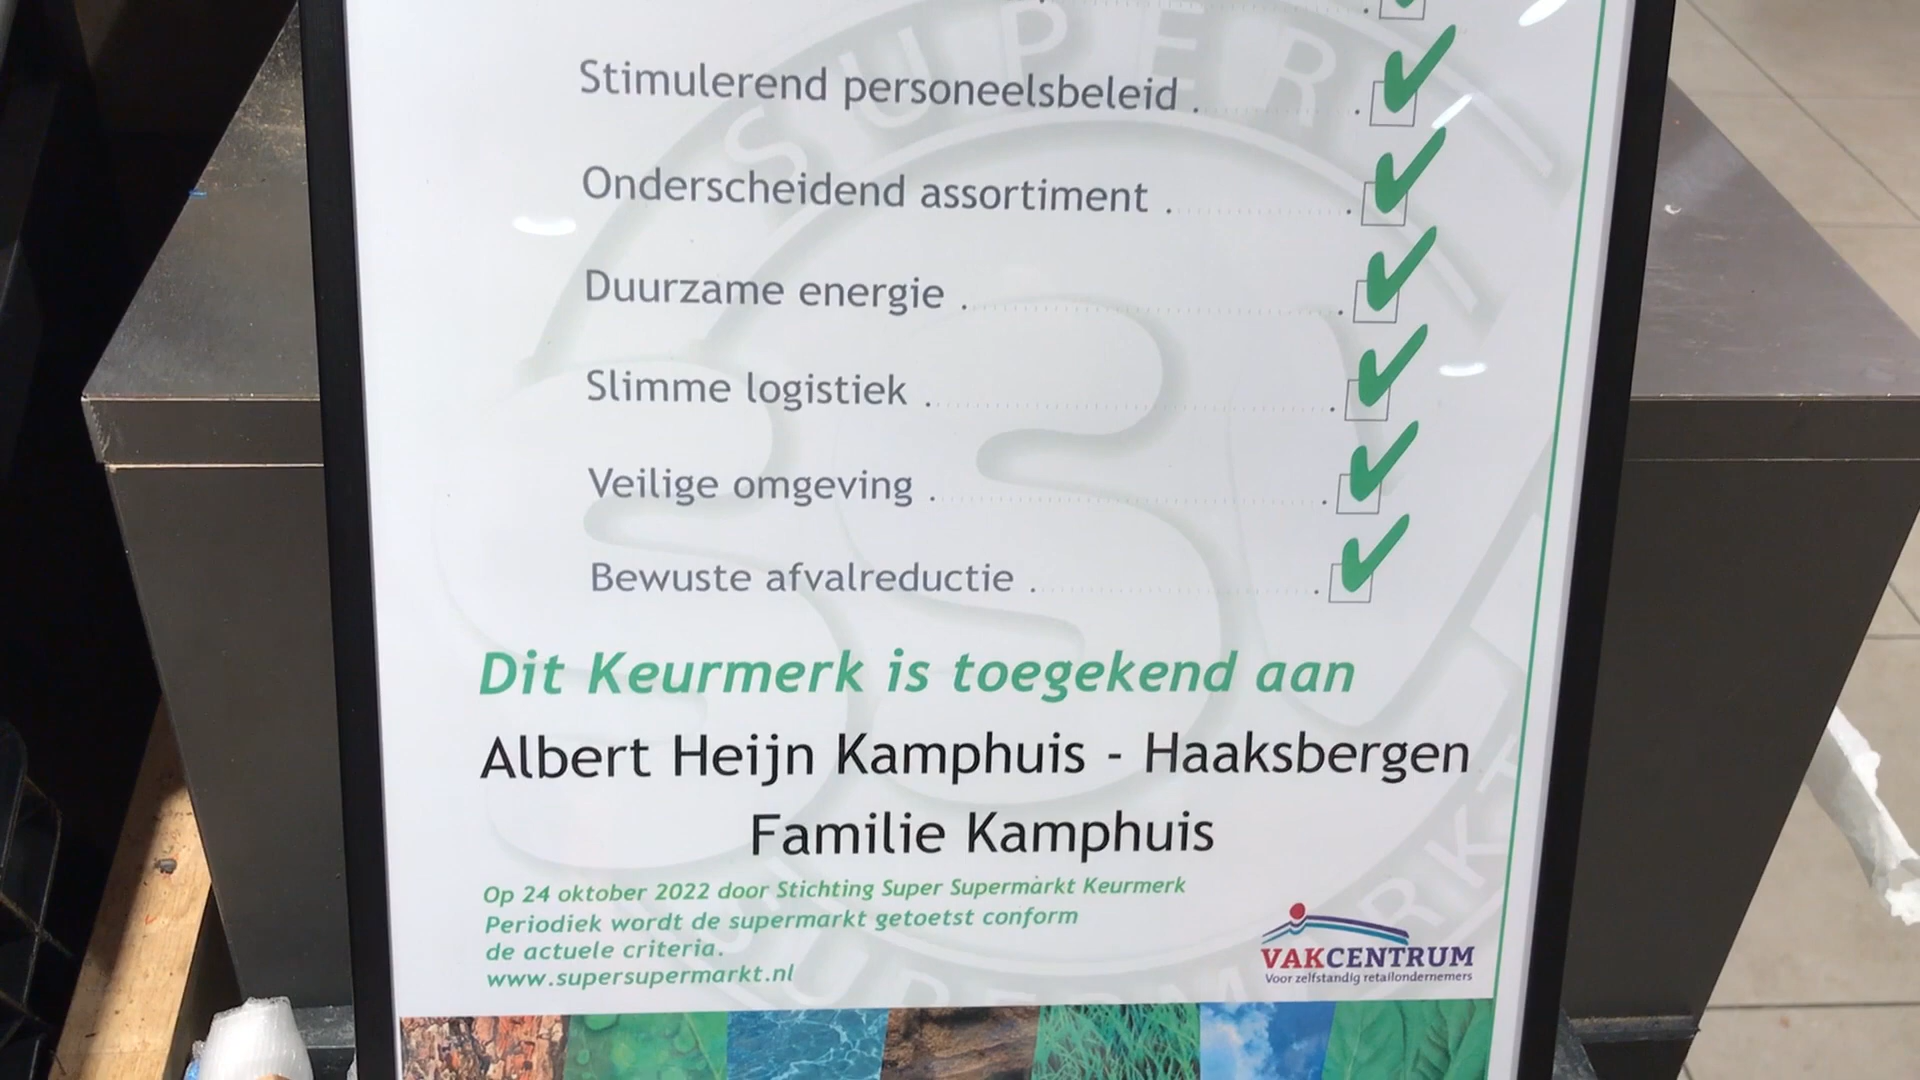 Stimulerend personeelsbeleid
Onderscheidend assortiment
Duurzame energie
Slimme logistiek
Veilige omgeving
Bewuste afvalreductie
Dit Keurmerk is toegekend aan
Albert Heijn Kamphuis - Haaksbergen
Familie Kamphuis
Op 24 oktober 2022 door Stichting Super Supermarkt Keurmerk
Periodiek wordt de supermarkt getoetst conform
de actuele criteria.
www.supersupermarkt.nl
VAKCENTRUM
Voor zelfstandig retailondernemers
SUPER